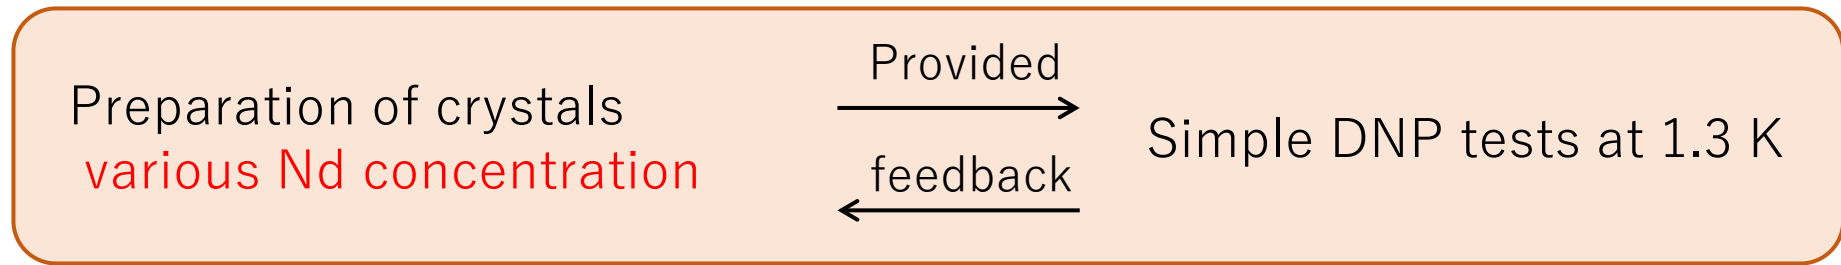 Preparation of crystals
various Nd concentration
Provided
feedback
Simple DNP tests at 1.3 K